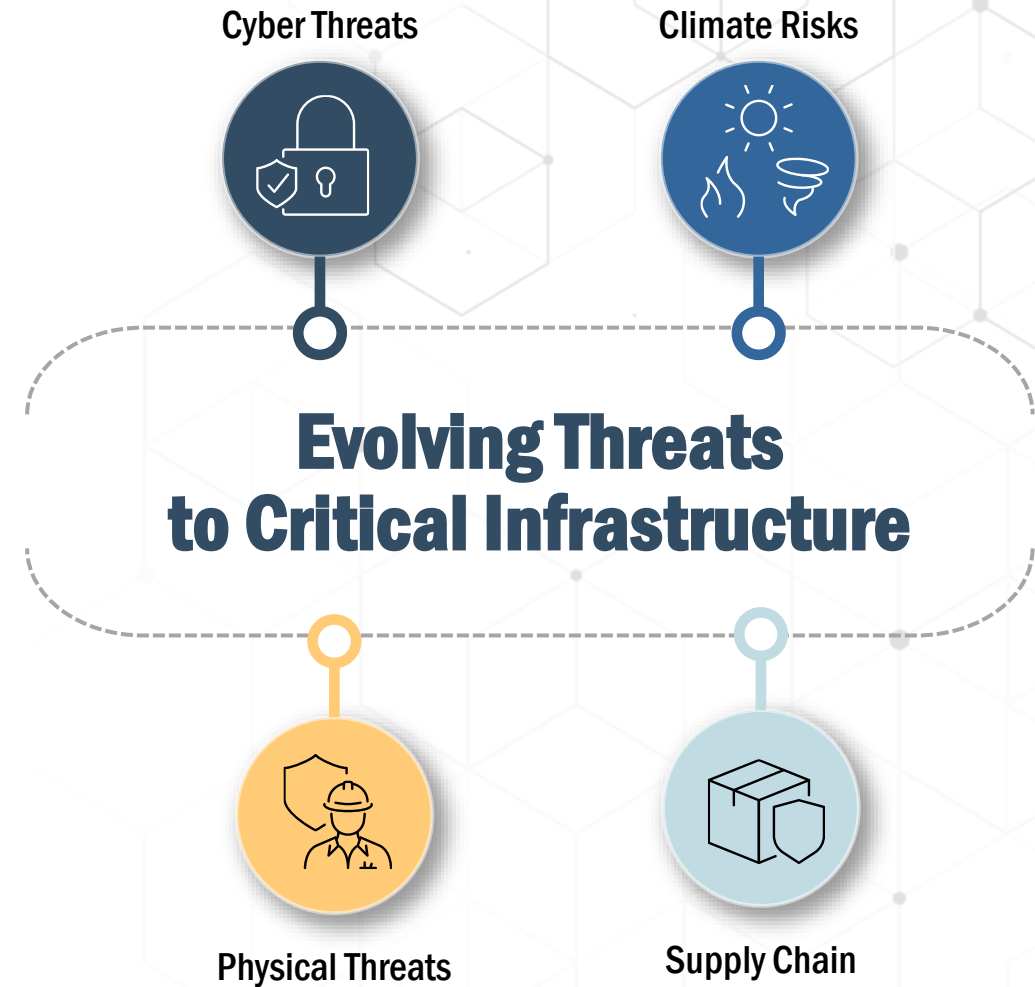 Cyber Threats
Climate Risks
Evolving Threats
to Critical Infrastructure
Physical Threats
Supply Chain